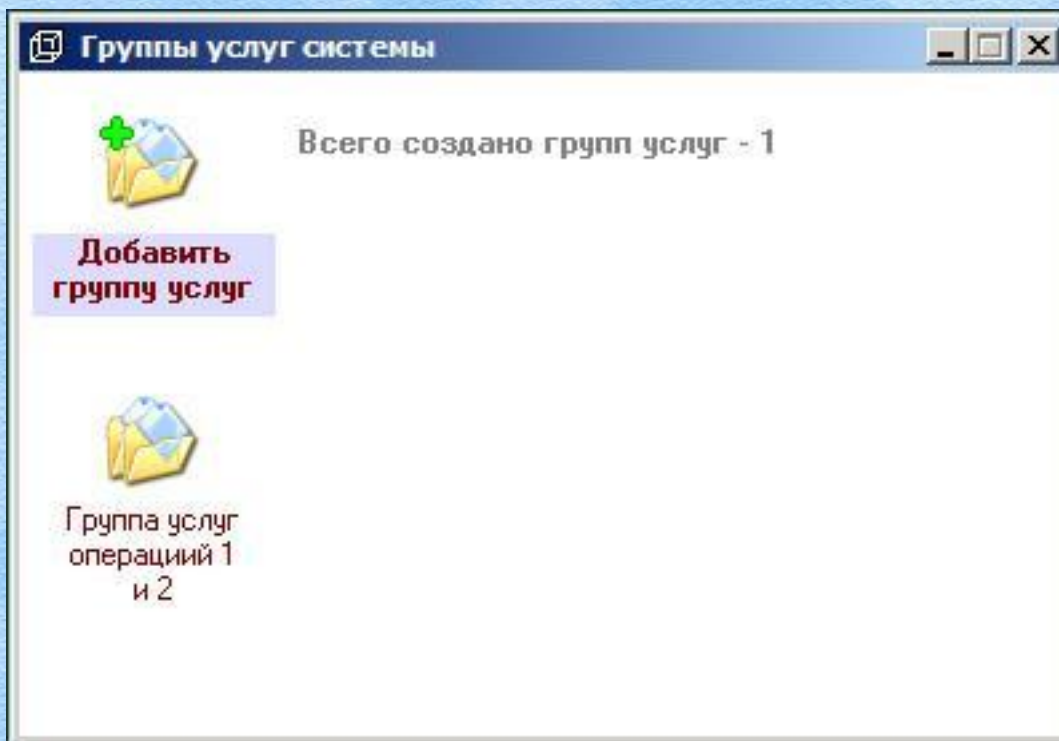 Группы услуг системы
Всего создано групп услуг - 1
Добавить
группу услуг
Группа услуг
операциий 1
и 2